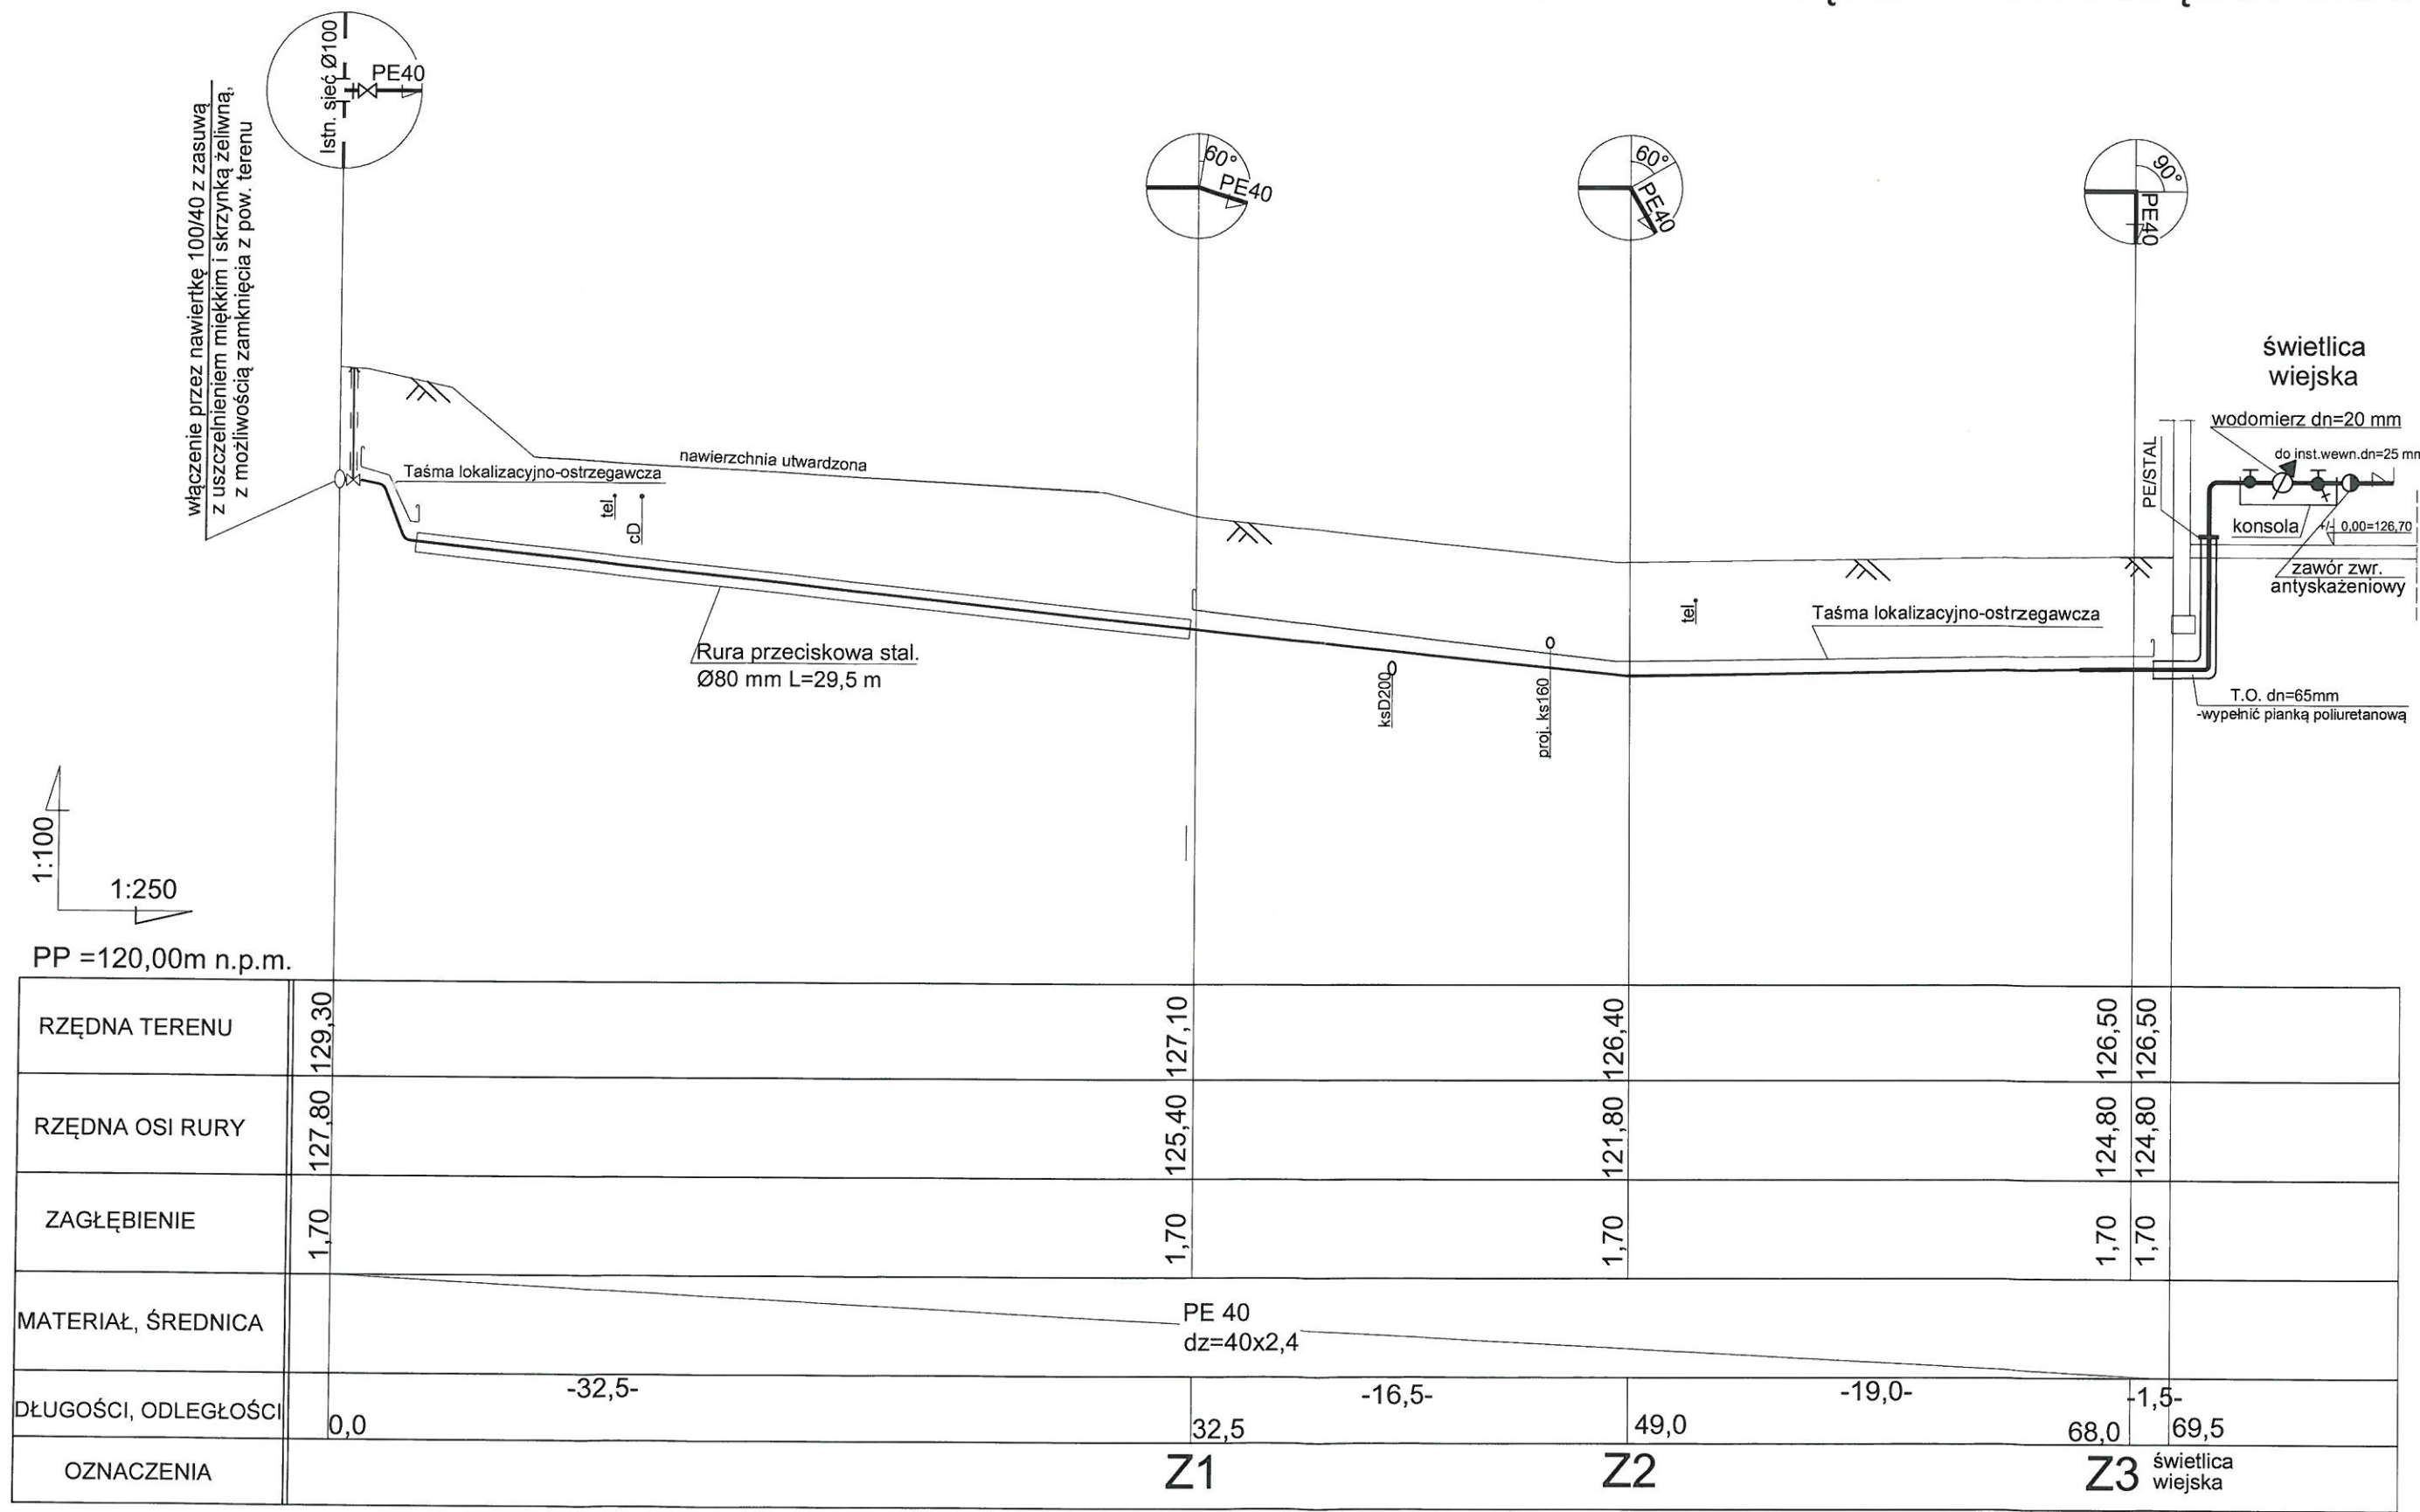 Istn. sieć Ø100
PE40
włączenie przez nawiertkę 100/40 z zasuwą
z uszczelnieniem miękkim i skrzynką żeliwną,
z możliwością zamknięcia z pow. terenu
60°
PE40
60°
PE40
90°
PE40
świetlica
wiejska
wodomierz dn=20 mm
do inst.wewn.dn=25 mm
PE/STAL
konsola
+/- 0,00=126,70
zawór zwr.
antyskażeniowy
nawierzchnia utwardzona
Taśma lokalizacyjno-ostrzegawcza
tel.
cD
Rura przeciskowa stal.
Ø80 mm L=29,5 m
ksD200
proj. ks160
tel.
Taśma lokalizacyjno-ostrzegawcza
T.O. dn=65mm
-wypełnić pianką poliuretanową
1:100
1:250
PP =120,00m n.p.m.
RZĘDNA TERENU
129,30
127,10
126,40
126,50
126,50
RZĘDNA OSI RURY
127,80
125,40
121,80
124,80
124,80
ZAGŁĘBIENIE
1,70
1,70
1,70
1,70
1,70
MATERIAŁ, ŚREDNICA
PE 40
dz=40x2,4
DŁUGOŚCI, ODLEGŁOŚCI
-32,5-
-16,5-
-19,0-
-1,5-
0,0
32,5
49,0
68,0
69,5
OZNACZENIA
Z1
Z2
Z3
świetlica
wiejska